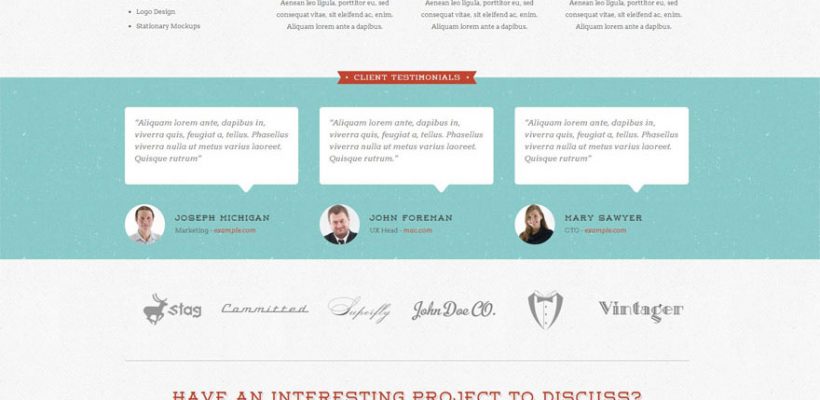 Logo Design
Stationary Mockups
Aenean leo ligula, porttitor eu, sed
consequat vitae, sit eleifend ac, enim.
Aliquam lorem ante a dapibus.
Aenean leo ligula, porttitor eu, sed
consequat vitae, sit eleifend ac, enim.
Aliquam lorem ante a dapibus.
Aenean leo ligula, porttitor eu, sed
consequat vitae, sit eleifend ac, enim.
Aliquam lorem ante a dapibus.
CLIENT TESTIMONIALS
"Aliquam lorem ante, dapibus in,
viverra quis, feugiat a, tellus. Phasellus
viverra nulla ut metus varius laoreet.
Quisque rutrum"
"Aliquam lorem ante, dapibus in,
viverra quis, feugiat a, tellus. Phasellus
viverra nulla ut metus varius laoreet.
Quisque rutrum."
"Aliquam lorem ante, dapibus in,
viverra quis, feugiat a, tellus. Phasellus
viverra nulla ut metus varius laoreet.
Quisque rutrum"
JOSEPH MICHIGAN
Marketing - example.com
JOHN FOREMAN
UX Head - mac.com
MARY SAWYER
CTO - example.com
stag
Committed
Superfly
John Doe CO.
Vintager
HAVE AN INTERESTING PROJECT TO DISCUSS?